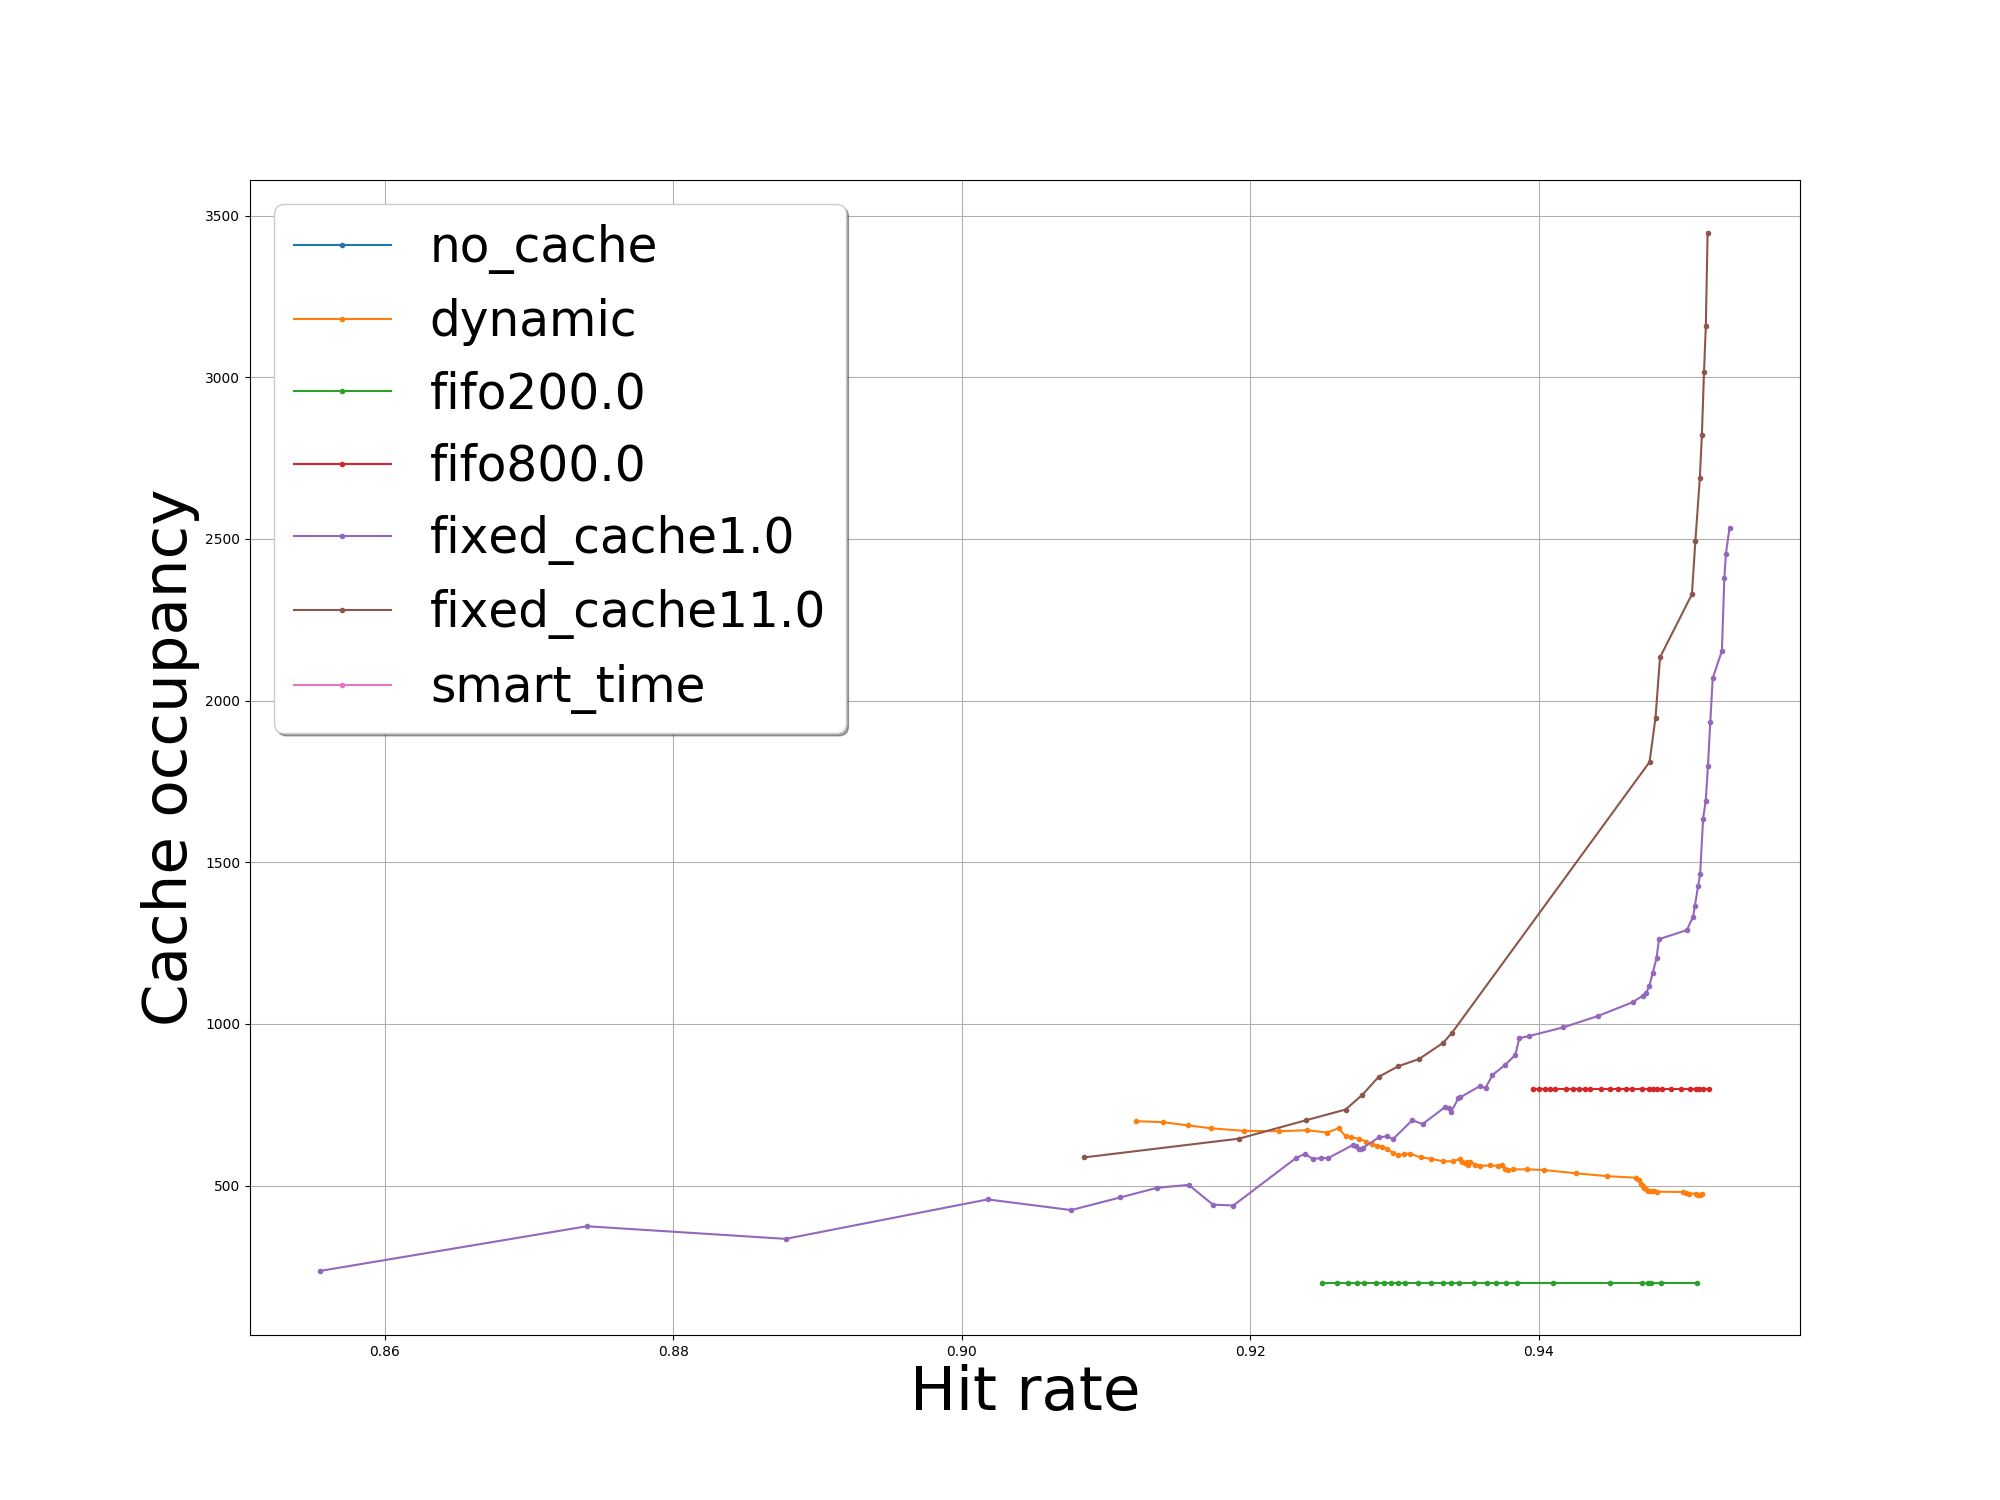 3500
3000
2500
2000
1500
1000
500
0.86
0.88
0.90
0.92
0.94
Cache occupancy
Hit rate
no_cache
dynamic
fifo200.0
fifo800.0
fixed_cache1.0
fixed_cache11.0
smart_time